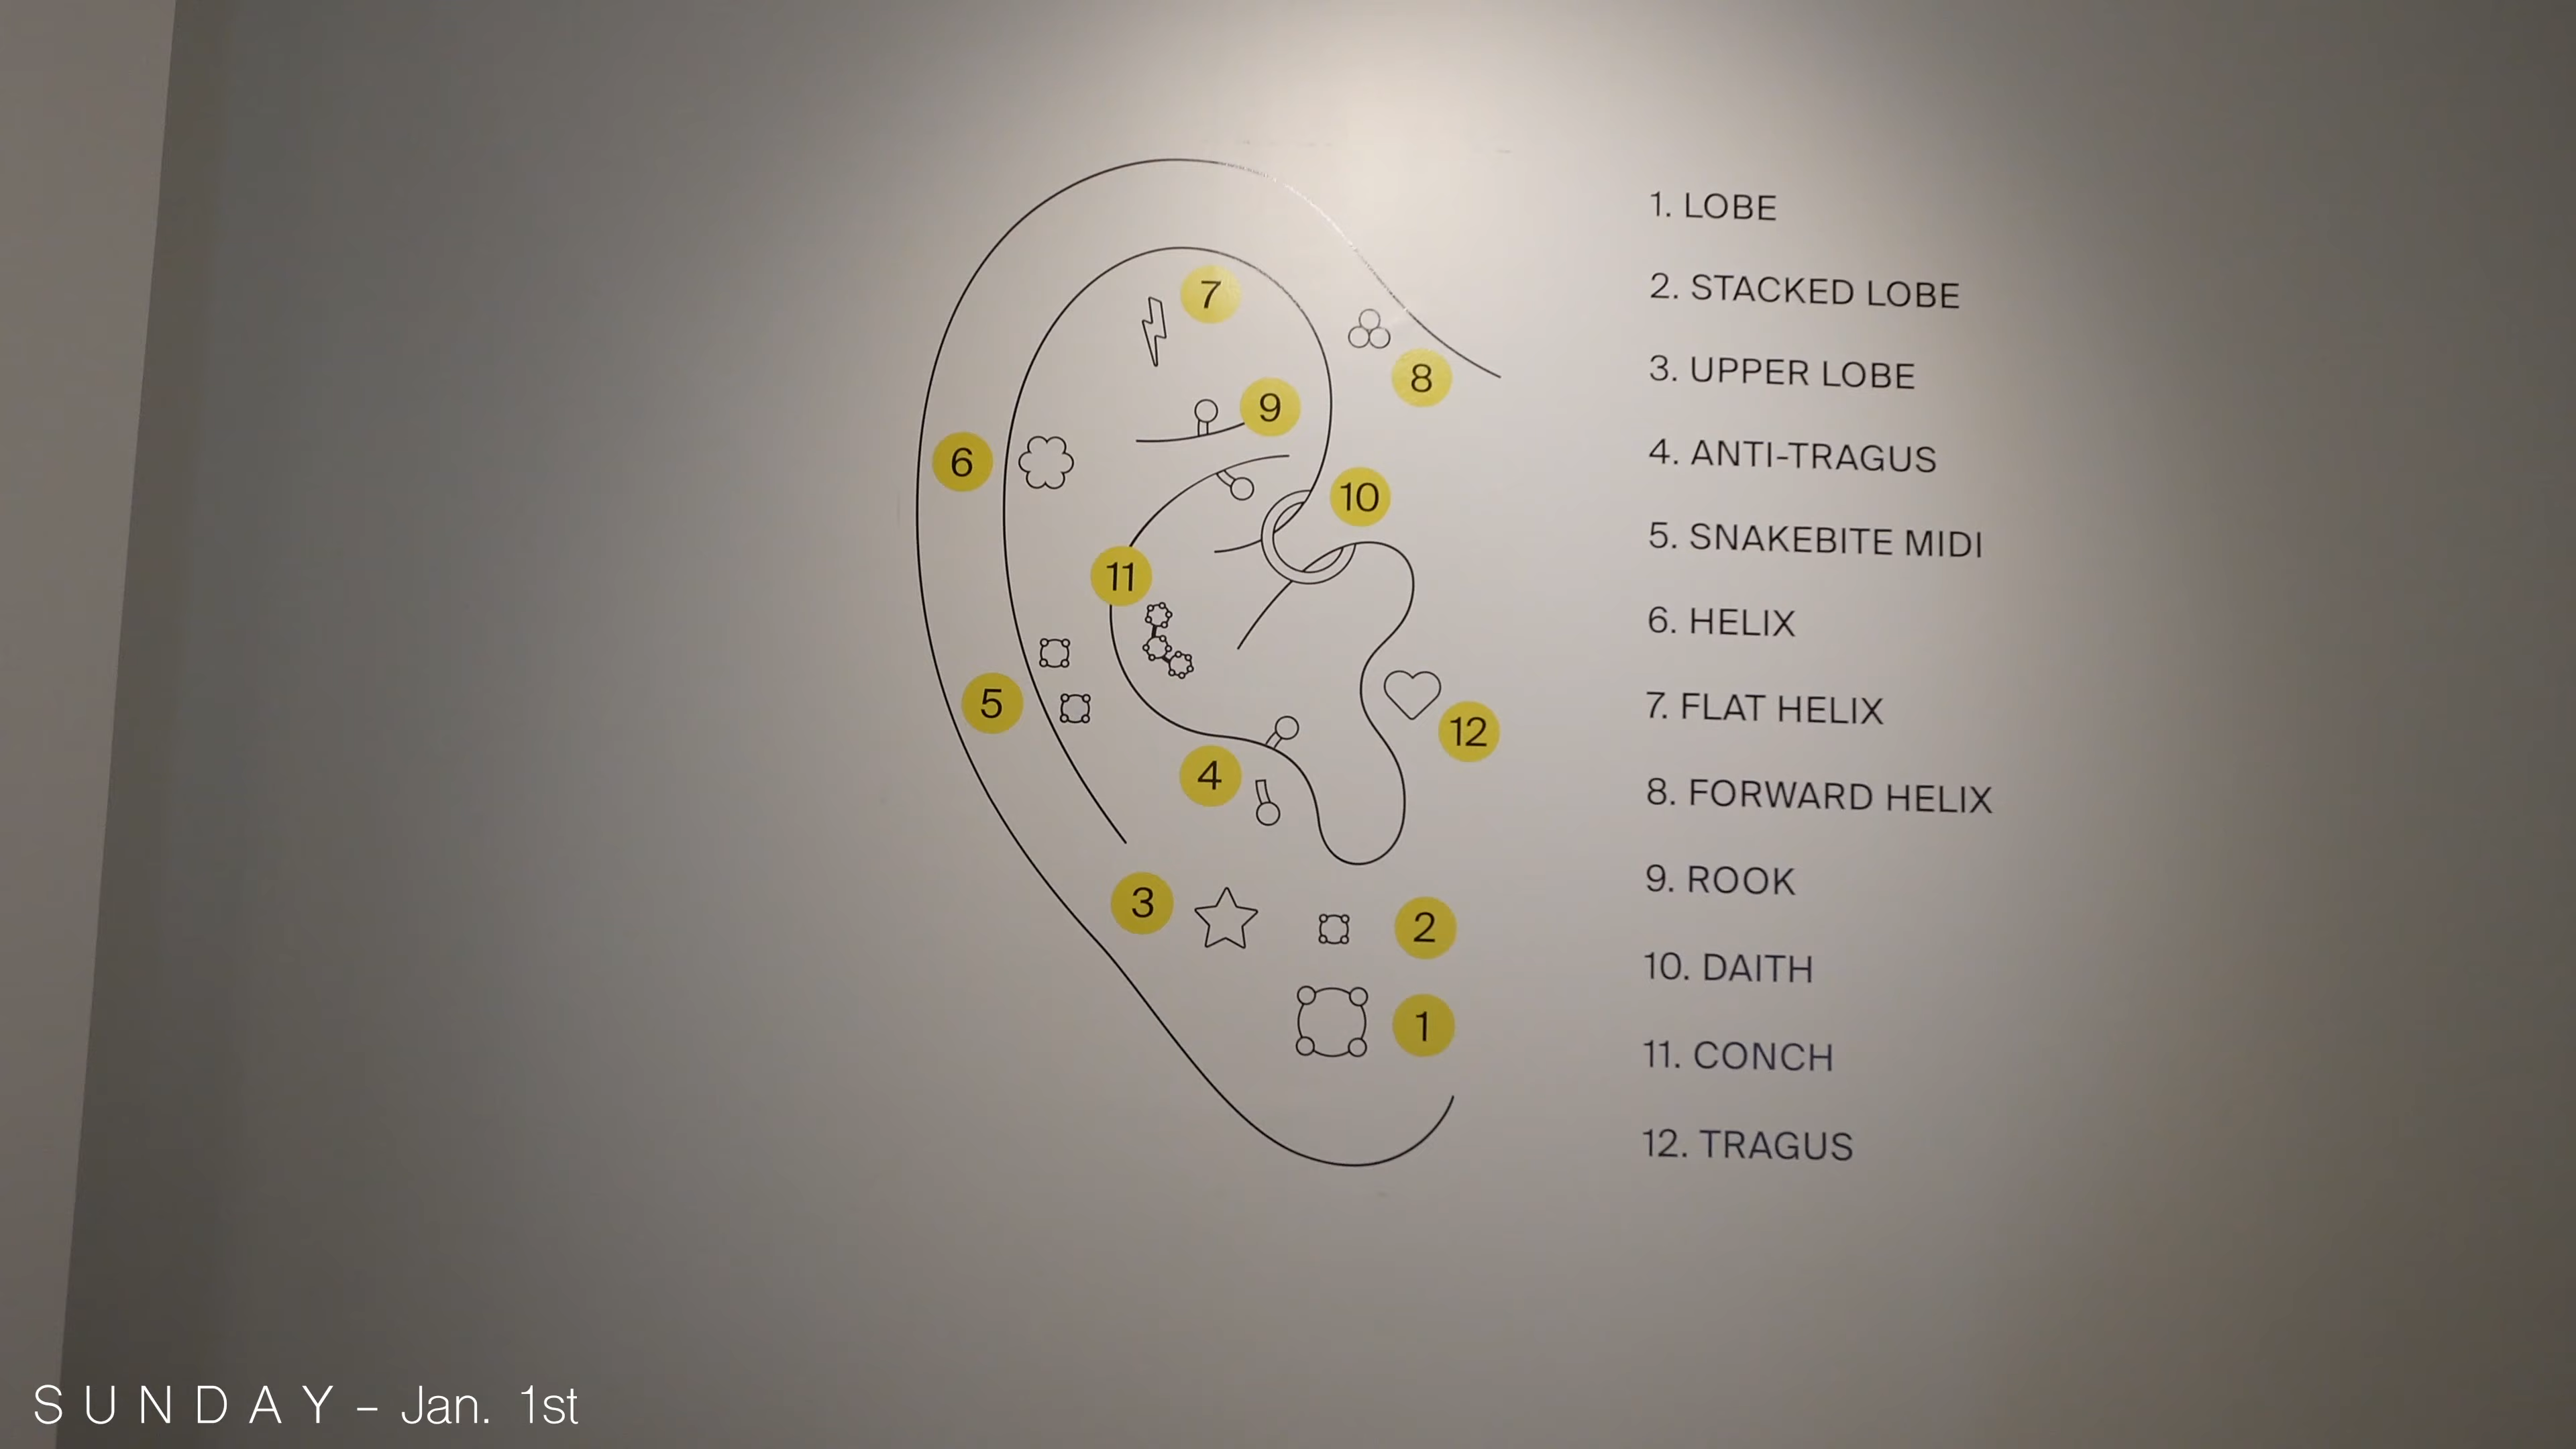 7
8
9
6
10
11
5
12
4
3
2
1
1. LOBE
2. STACKED LOBE
3. UPPER LOBE
4. ANTI-TRAGUS
5. SNAKEBITE MIDI
6. HELIX
7. FLAT HELIX
8. FORWARD HELIX
9. ROOK
10. DAITH
11. CONCH
12. TRAGUS
SUNDAY – Jan. 1st